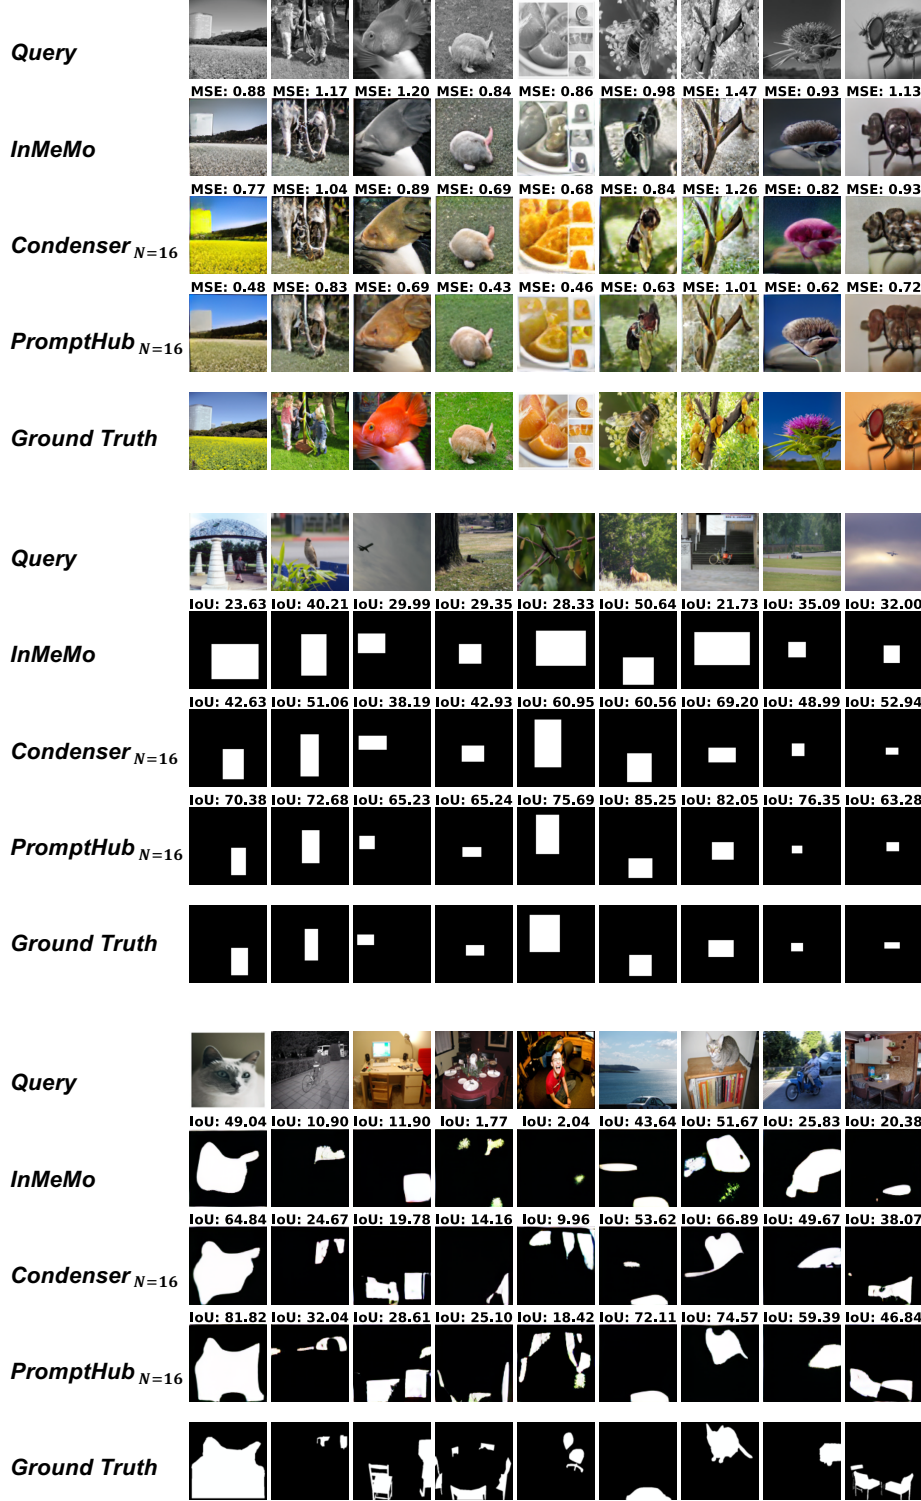 Query
MSE: 0.88 MSE: 1.17 MSE: 1.20 MSE: 0.84 MSE: 0.86 MSE: 0.98 MSE: 1.47 MSE: 0.93 MSE: 1.13
InMeMo
MSE: 0.77 MSE: 1.04 MSE: 0.89 MSE: 0.69 MSE: 0.68 MSE: 0.84 MSE: 1.26 MSE: 0.82 MSE: 0.93
Condenser N=16
MSE: 0.48 MSE: 0.83 MSE: 0.69 MSE: 0.43 MSE: 0.46 MSE: 0.63 MSE: 1.01 MSE: 0.62 MSE: 0.72
PromptHub N=16
Ground Truth
Query
IoU: 23.63 IoU: 40.21 IoU: 29.99 IoU: 29.35 IoU: 28.33 IoU: 50.64 IoU: 21.73 IoU: 35.09 IoU: 32.00
InMeMo
IoU: 42.63 IoU: 51.06 IoU: 38.19 IoU: 42.93 IoU: 60.95 IoU: 60.56 IoU: 69.20 IoU: 48.99 IoU: 52.94
Condenser N=16
IoU: 70.38 IoU: 72.68 IoU: 65.23 IoU: 65.24 IoU: 75.69 IoU: 85.25 IoU: 82.05 IoU: 76.35 IoU: 63.28
PromptHub N=16
Ground Truth
Query
IoU: 49.04 IoU: 10.90 IoU: 11.90 IoU: 1.77 IoU: 2.04 IoU: 43.64 IoU: 51.67 IoU: 25.83 IoU: 20.38
InMeMo
IoU: 64.84 IoU: 24.67 IoU: 19.78 IoU: 14.16 IoU: 9.96 IoU: 53.62 IoU: 66.89 IoU: 49.67 IoU: 38.07
Condenser N=16
IoU: 81.82 IoU: 32.04 IoU: 28.61 IoU: 25.10 IoU: 18.42 IoU: 72.11 IoU: 74.57 IoU: 59.39 IoU: 46.84
PromptHub N=16
Ground Truth